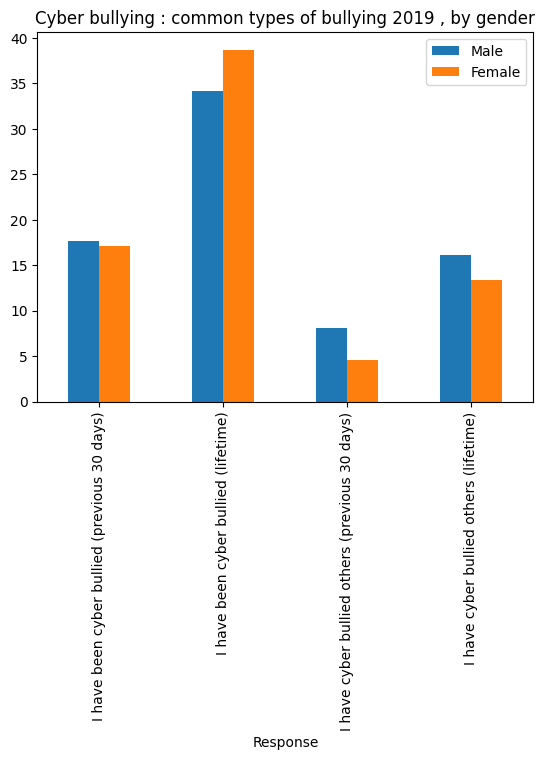 Cyber bullying : common types of bullying 2019 , by gender
Male
Female
40
35
30
25
20
15
10
5
0
I have been cyber bullied (previous 30 days)
I have been cyber bullied (lifetime)
I have cyber bullied others (previous 30 days)
I have cyber bullied others (lifetime)
Response